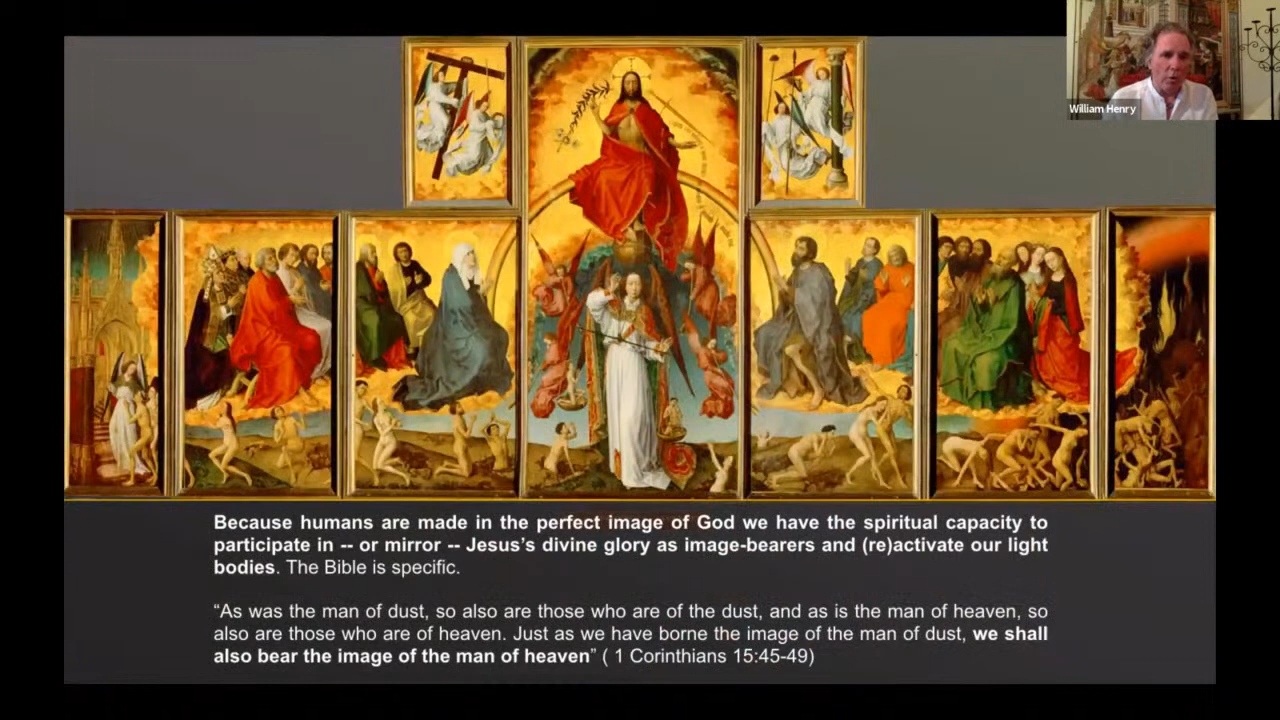 William Henry
Because humans are made in the perfect image of God we have the spiritual capacity to
participate in -- or mirror -- Jesus's divine glory as image-bearers and (re)activate our light
bodies. The Bible is specific.
“As was the man of dust, so also are those who are of the dust, and as is the man of heaven, so
also are those who are of heaven. Just as we have borne the image of the man of dust, we shall
also bear the image of the man of heaven” ( 1 Corinthians 15:45-49)